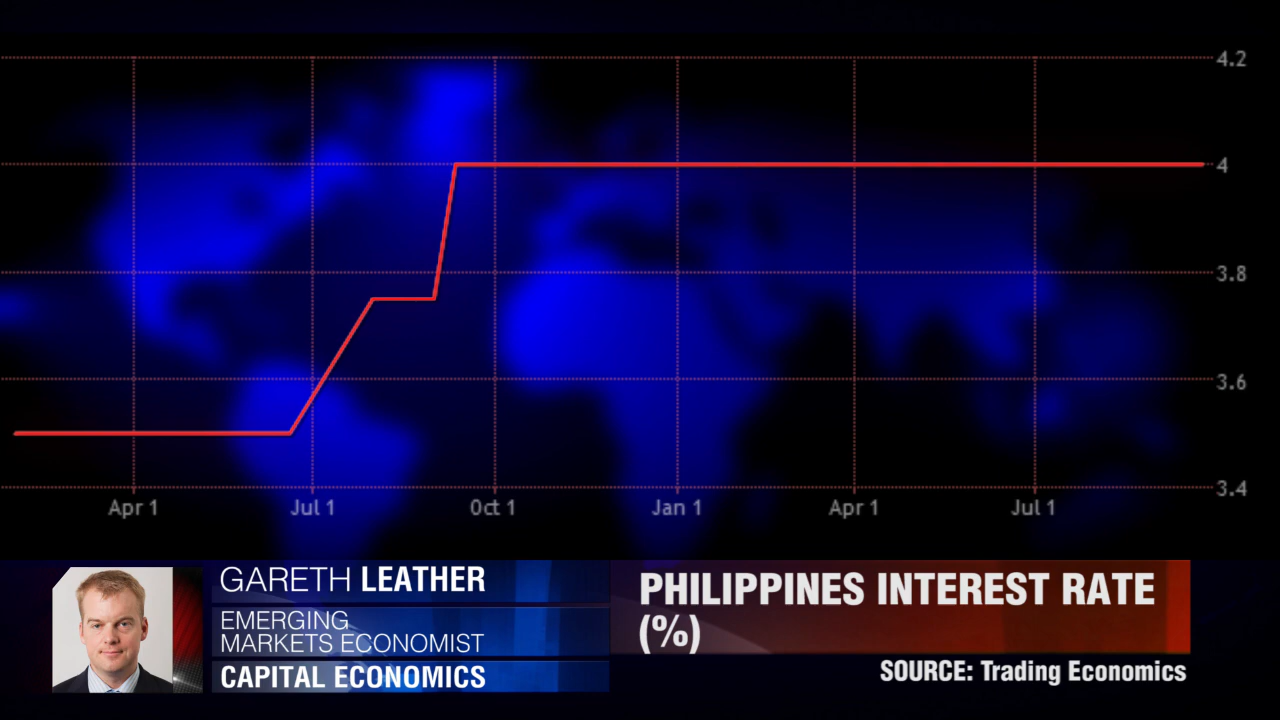 4.2
4
3.8
3.6
3.4
Apr 1
Jul 1
Oct 1
Jan 1
Apr 1
Jul 1
GARETH LEATHER
EMERGING
MARKETS ECONOMIST
CAPITAL ECONOMICS
PHILIPPINES INTEREST RATE
(%)
SOURCE: Trading Economics